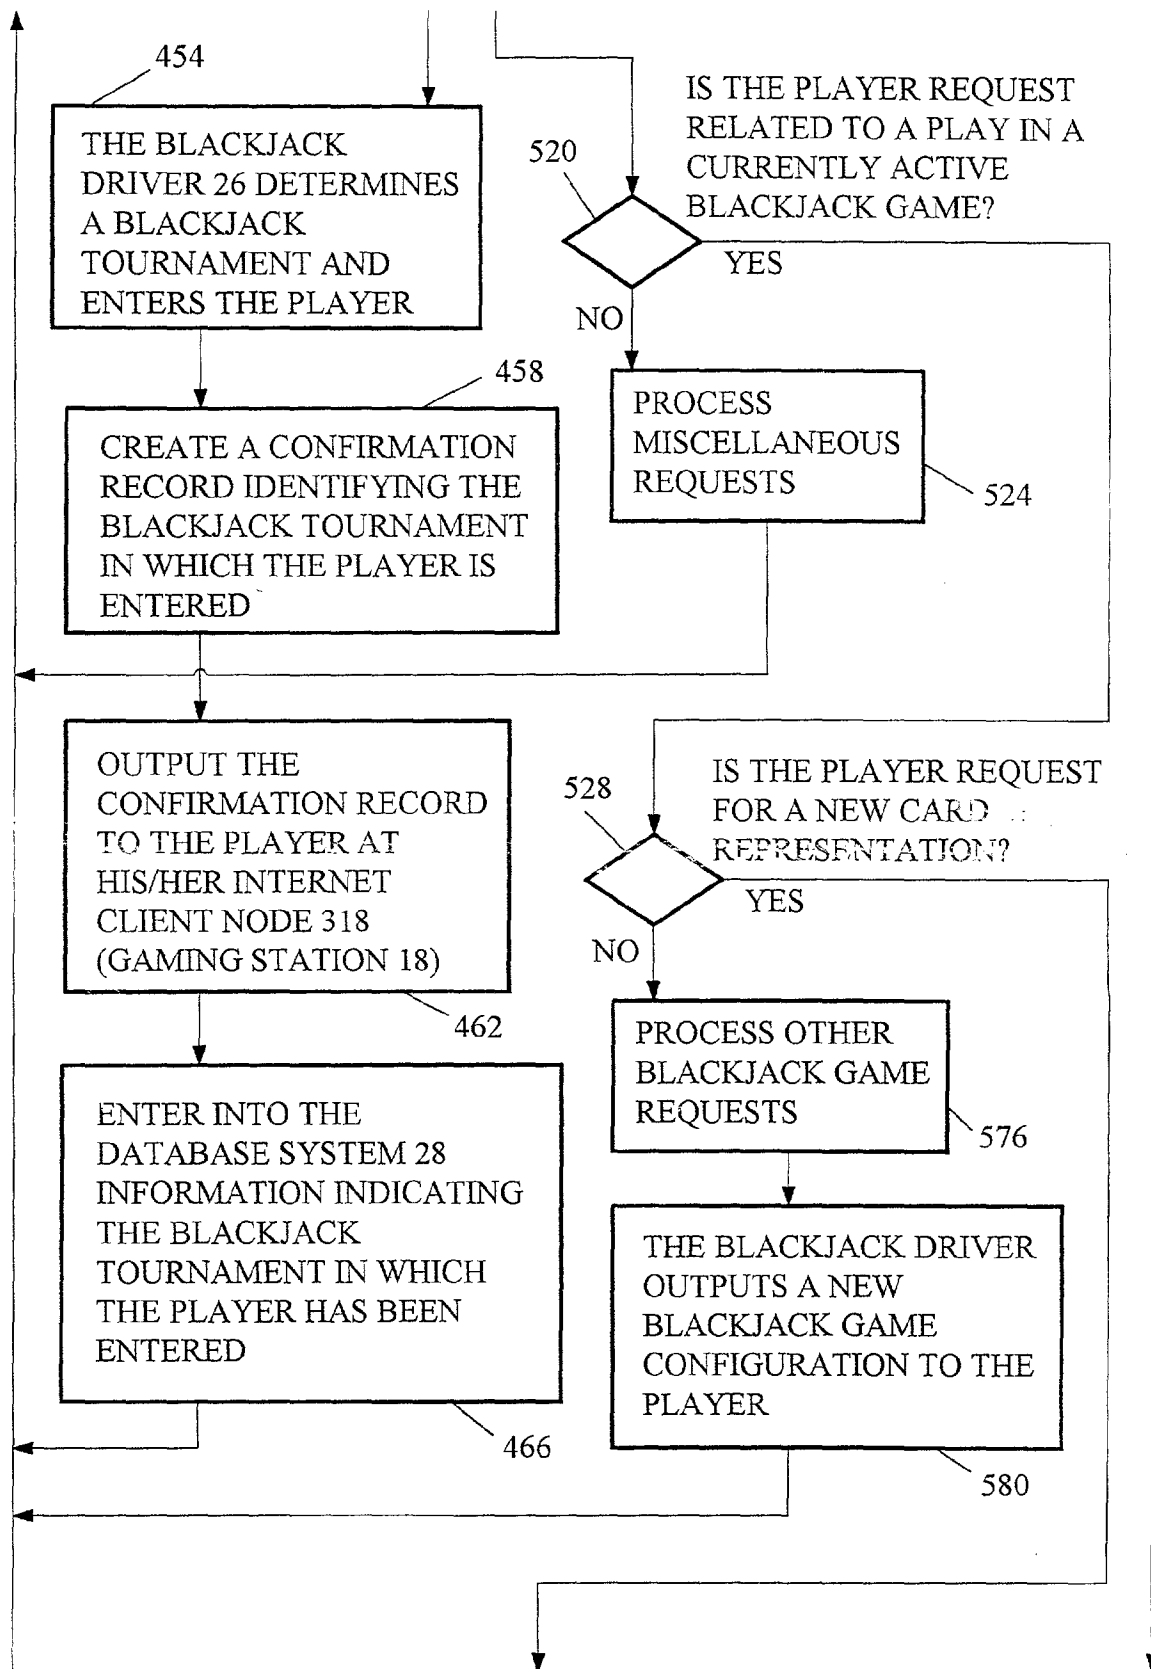 454
THE BLACKJACK
DRIVER 26 DETERMINES
A BLACKJACK
TOURNAMENT AND
ENTERS THE PLAYER
458
CREATE A CONFIRMATION
RECORD IDENTIFYING THE
BLACKJACK TOURNAMENT
IN WHICH THE PLAYER IS
ENTERED
OUTPUT THE
CONFIRMATION RECORD
TO THE PLAYER AT
HIS/HER INTERNET
CLIENT NODE 318
(GAMING STATION 18)
462
ENTER INTO THE
DATABASE SYSTEM 28
INFORMATION INDICATING
THE BLACKJACK
TOURNAMENT IN WHICH
THE PLAYER HAS BEEN
ENTERED
466
IS THE PLAYER REQUEST
RELATED TO A PLAY IN A
CURRENTLY ACTIVE
BLACKJACK GAME?
520
YES
NO
PROCESS
MISCELLANEOUS
REQUESTS
524
IS THE PLAYER REQUEST
FOR A NEW CARD
REPRESENTATION?
528
YES
NO
PROCESS OTHER
BLACKJACK GAME
REQUESTS
576
THE BLACKJACK DRIVER
OUTPUTS A NEW
BLACKJACK GAME
CONFIGURATION TO THE
PLAYER
580